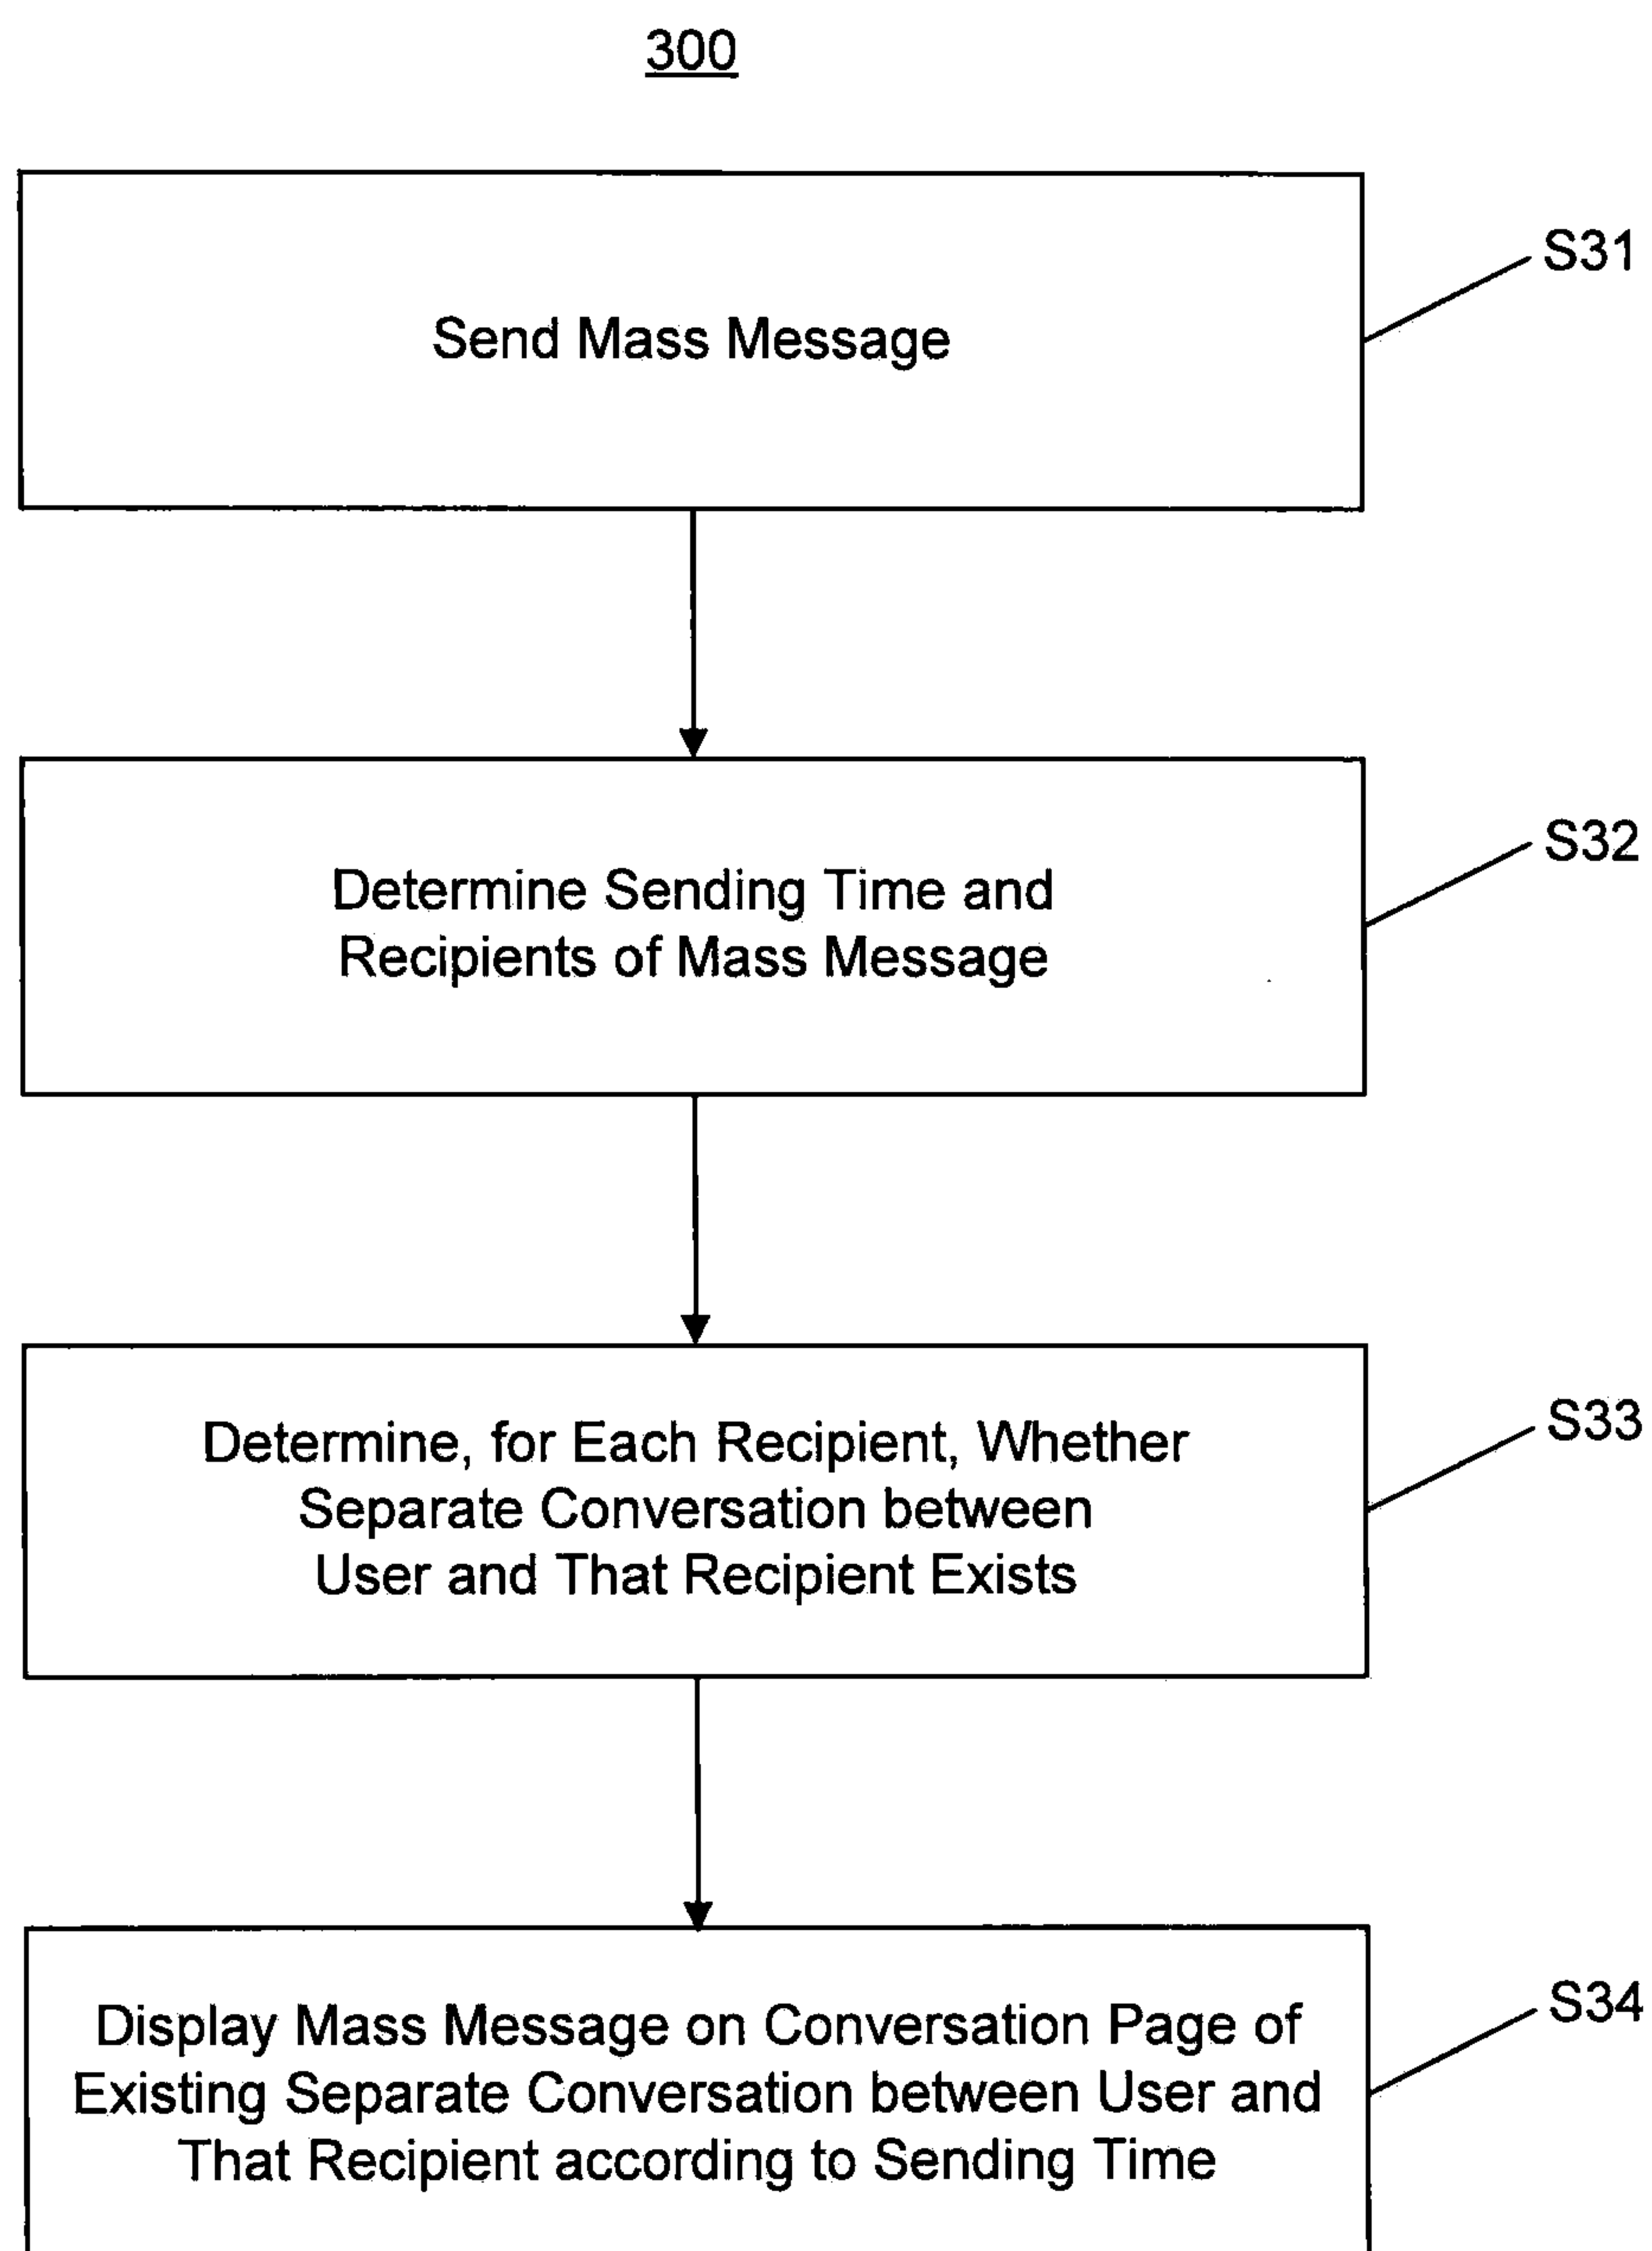 300
S31
Send Mass Message
S32
Determine Sending Time and
Recipients of Mass Message
S33
Determine, for Each Recipient, Whether
Separate Conversation between
User and That Recipient Exists
S34
Display Mass Message on Conversation Page of
Existing Separate Conversation between User and
That Recipient according to Sending Time